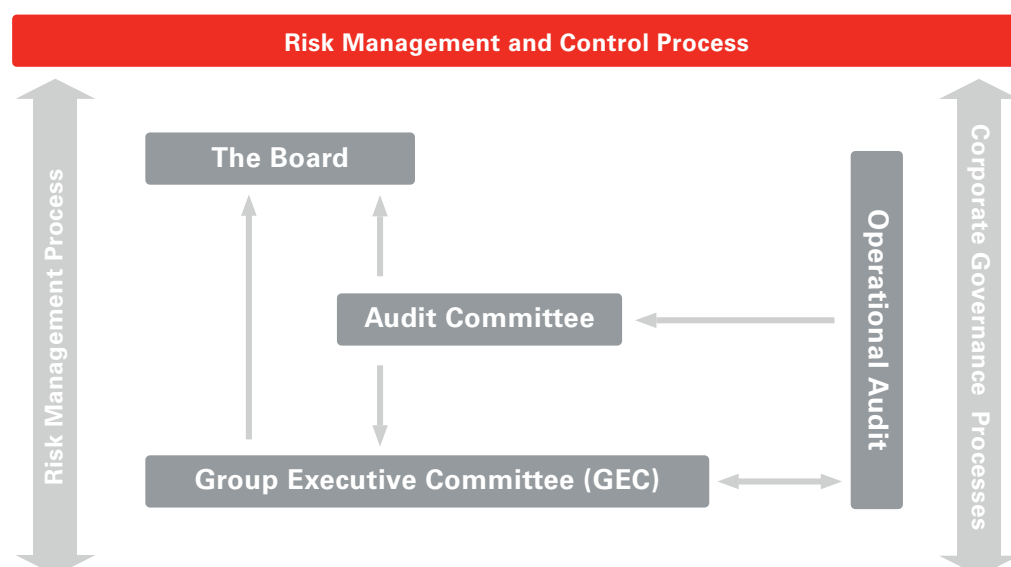 Risk Management and Control Process
Risk Management Process
The Board
Audit Committee
Group Executive Committee (GEC)
Operational Audit
Corporate Governance Processes